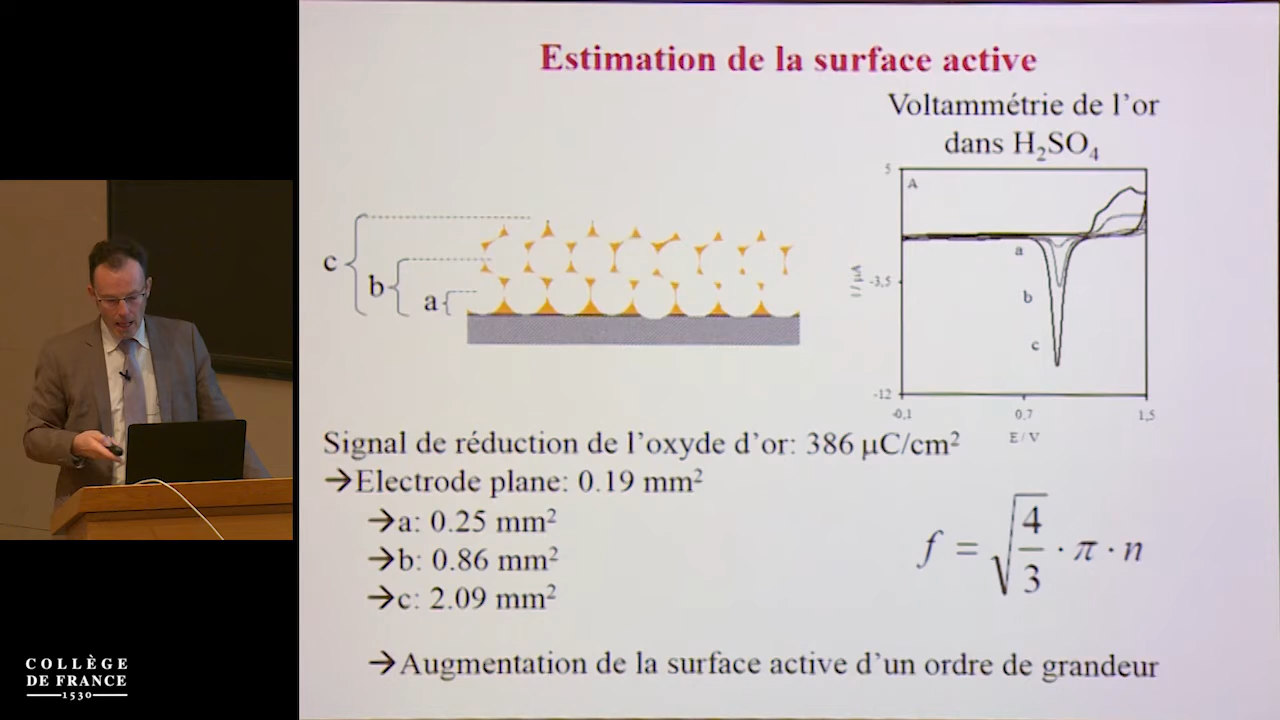 Estimation de la surface active
Voltammétrie de l'or
dans H₂SO₄
5
A
a
b
c
-3,5
I / µA
-12
-0,1
0,7
1,5
E / V
c
b
a
Signal de réduction de l'oxyde d'or: 386 µC/cm²
→Electrode plane: 0.19 mm²
→a: 0.25 mm²
→b: 0.86 mm²
→c: 2.09 mm²
f = √4/3 · π · n
→Augmentation de la surface active d'un ordre de grandeur
COLLÈGE
DE FRANCE
1530